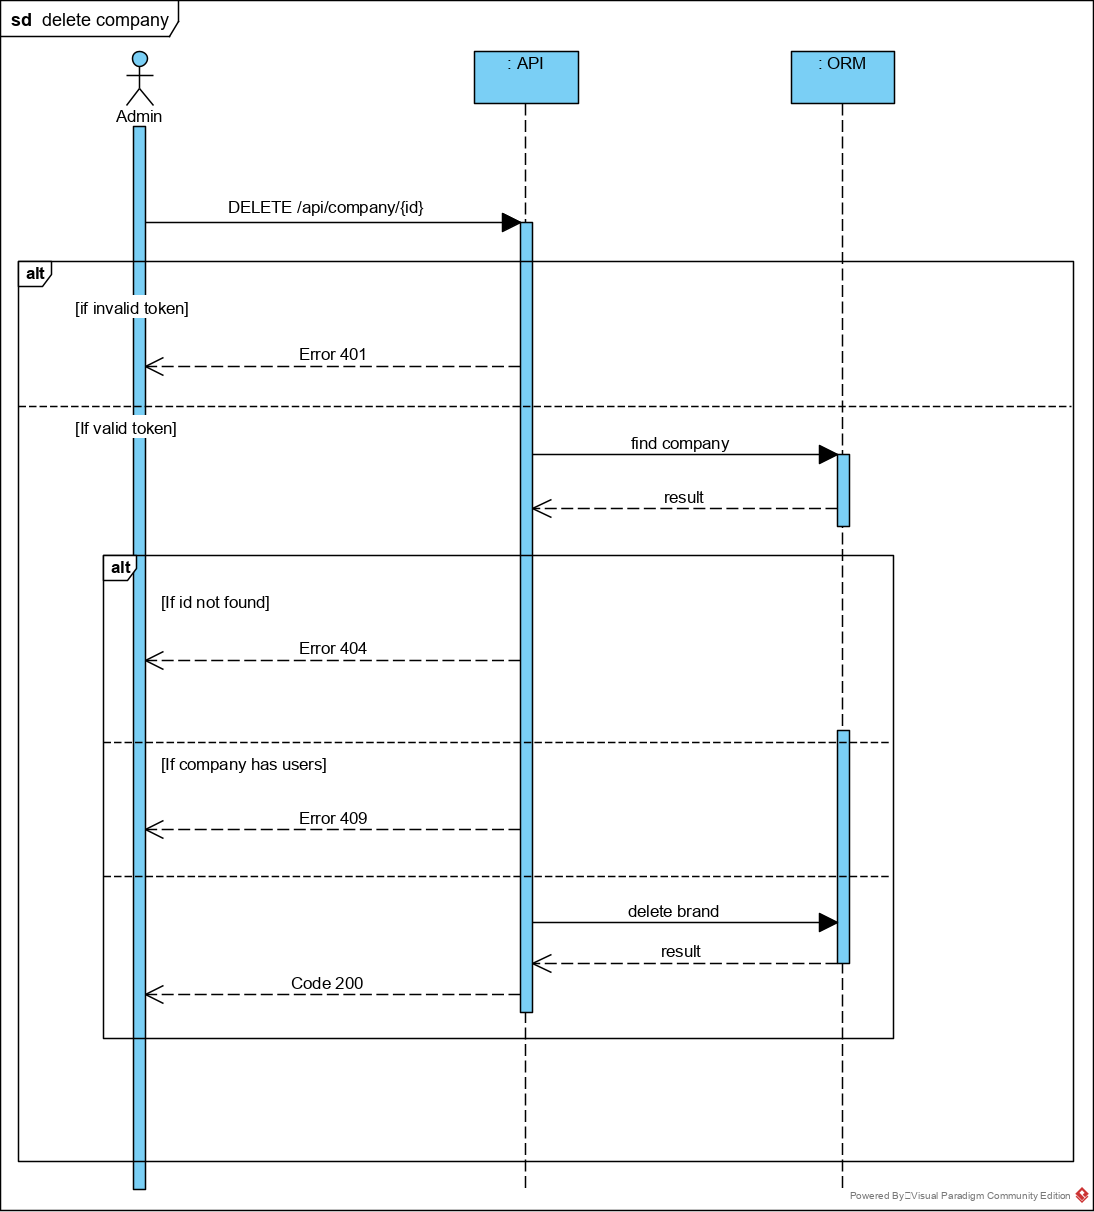 sd delete company
Admin
: API
: ORM
DELETE /api/company/{id}
alt
[if invalid token]
Error 401
[If valid token]
find company
result
alt
[If id not found]
Error 404
[If company has users]
Error 409
delete brand
result
Code 200
Powered By Visual Paradigm Community Edition